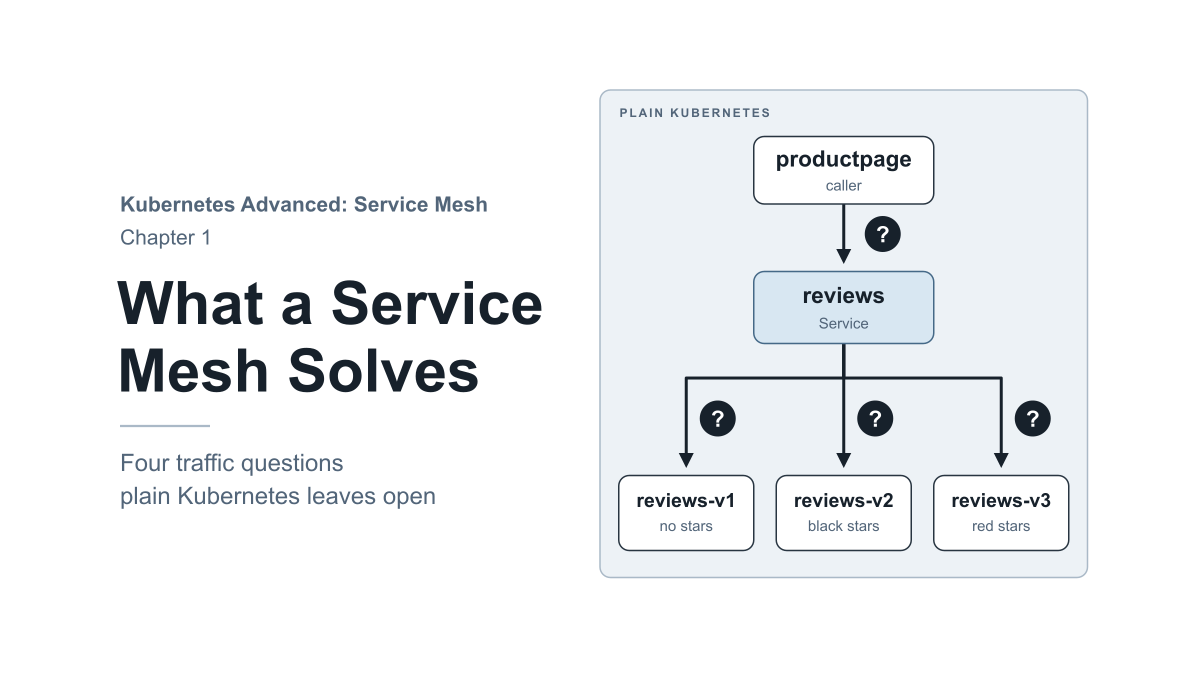 Kubernetes Advanced: Service Mesh
Chapter 1
What a Service
Mesh Solves
Four traffic questions
plain Kubernetes leaves open
PLAIN KUBERNETES
productpage
caller
?
reviews
Service
? ? ?
reviews-v1 reviews-v2 reviews-v3
no stars black stars red stars